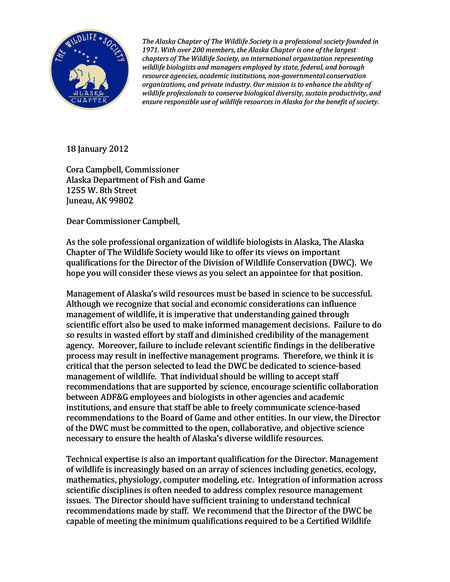 THE WILDLIFE SOCIETY
ALASKA
CHAPTER
The Alaska Chapter of The Wildlife Society is a professional society founded in
1971. With over 200 members, the Alaska Chapter is one of the largest
chapters of The Wildlife Society, an international organization representing
wildlife biologists and managers employed by state, federal, and borough
resource agencies, academic institutions, non-governmental conservation
organizations, and private industry. Our mission is to enhance the ability of
wildlife professionals to conserve biological diversity, sustain productivity, and
ensure responsible use of wildlife resources in Alaska for the benefit of society.
18 January 2012
Cora Campbell, Commissioner
Alaska Department of Fish and Game
1255 W. 8th Street
Juneau, AK 99802
Dear Commissioner Campbell,
As the sole professional organization of wildlife biologists in Alaska, The Alaska
Chapter of The Wildlife Society would like to offer its views on important
qualifications for the Director of the Division of Wildlife Conservation (DWC). We
hope you will consider these views as you select an appointee for that position.
Management of Alaska's wild resources must be based in science to be successful.
Although we recognize that social and economic considerations can influence
management of wildlife, it is imperative that understanding gained through
scientific effort also be used to make informed management decisions. Failure to do
so results in wasted effort by staff and diminished credibility of the management
agency. Moreover, failure to include relevant scientific findings in the deliberative
process may result in ineffective management programs. Therefore, we think it is
critical that the person selected to lead the DWC be dedicated to science-based
management of wildlife. That individual should be willing to accept staff
recommendations that are supported by science, encourage scientific collaboration
between ADF&G employees and biologists in other agencies and academic
institutions, and ensure that staff be able to freely communicate science-based
recommendations to the Board of Game and other entities. In our view, the Director
of the DWC must be committed to the open, collaborative, and objective science
necessary to ensure the health of Alaska's diverse wildlife resources.
Technical expertise is also an important qualification for the Director. Management
of wildlife is increasingly based on an array of sciences including genetics, ecology,
mathematics, physiology, computer modeling, etc. Integration of information across
scientific disciplines is often needed to address complex resource management
issues. The Director should have sufficient training to understand technical
recommendations made by staff. We recommend that the Director of the DWC be
capable of meeting the minimum qualifications required to be a Certified Wildlife